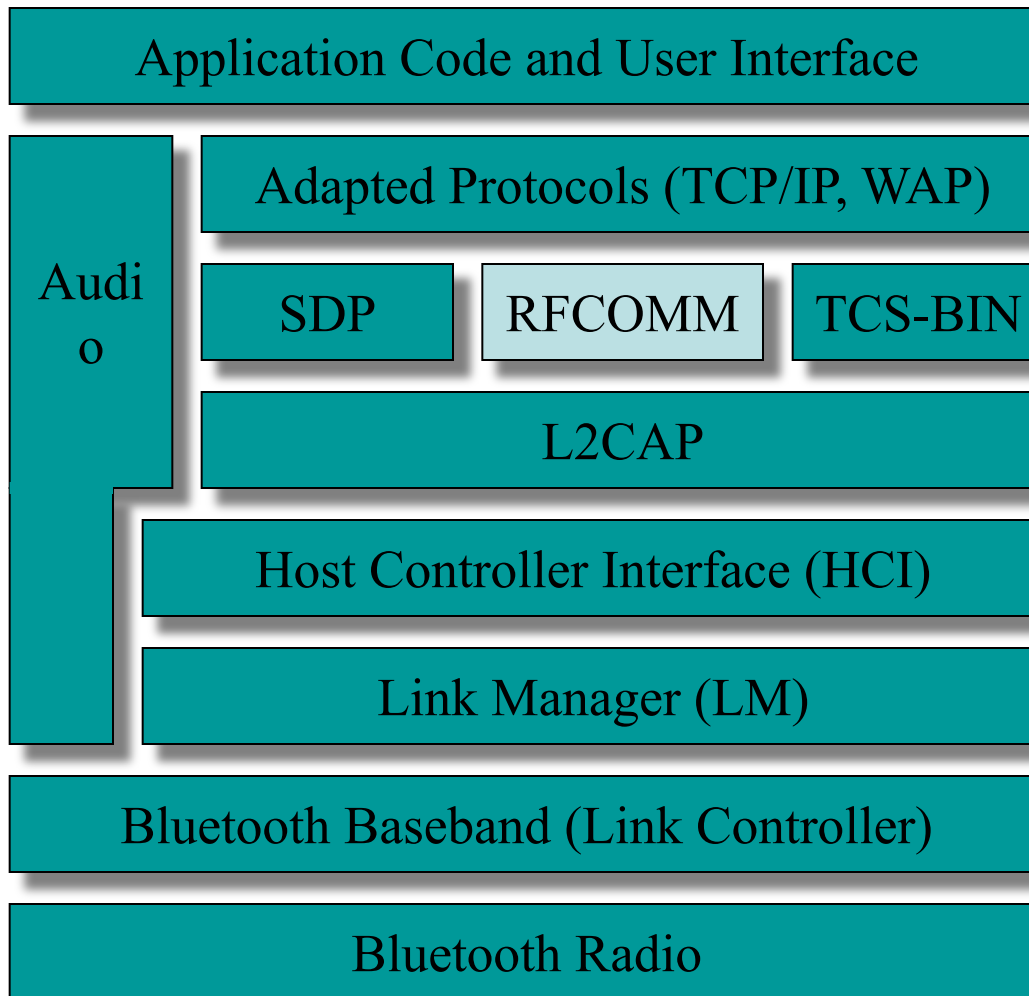 Application Code and User Interface
Adapted Protocols (TCP/IP, WAP)
Audi
o
SDP
RFCOMM
TCS-BIN
L2CAP
Host Controller Interface (HCI)
Link Manager (LM)
Bluetooth Baseband (Link Controller)
Bluetooth Radio